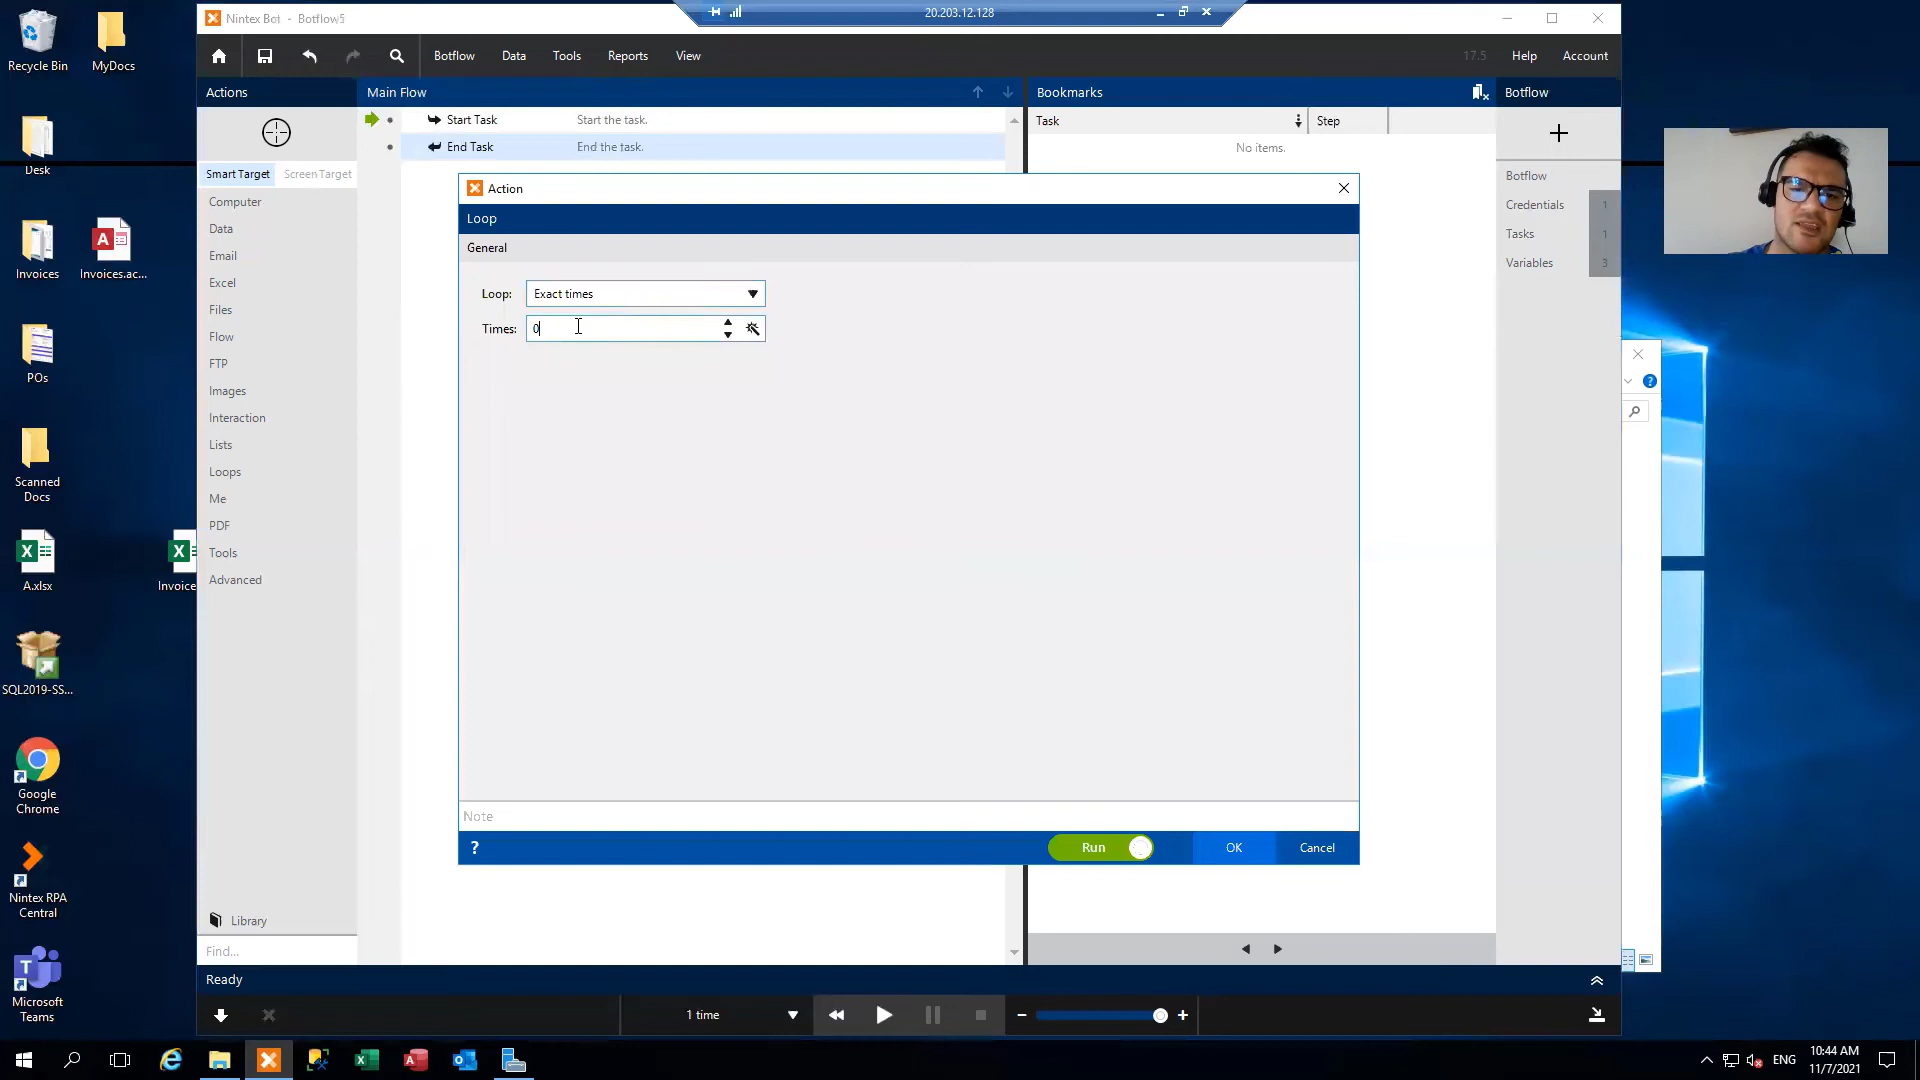 Recycle Bin
MyDocs
Desk
Invoices
Invoices.ac...
POs
Scanned
Docs
A.xlsx
Invoice
SQL2019-SS...
Google
Chrome
Nintex RPA
Central
Microsoft
Teams
Nintex Bot - Botflow5
20.203.12.128
Botflow
Data
Tools
Reports
View
17.5
Help
Account
Actions
Main Flow
Bookmarks
Botflow
Start Task
Start the task.
End Task
End the task.
Task
Step
No items.
Smart Target
Screen Target
Computer
Data
Email
Excel
Files
Flow
FTP
Images
Interaction
Lists
Loops
Me
PDF
Tools
Advanced
Library
Find...
Action
Loop
General
Loop:
Exact times
Times:
0
Note
?
Run
OK
Cancel
Botflow
Credentials
1
Tasks
1
Variables
3
Ready
1 time
ENG
10:44 AM
11/7/2021